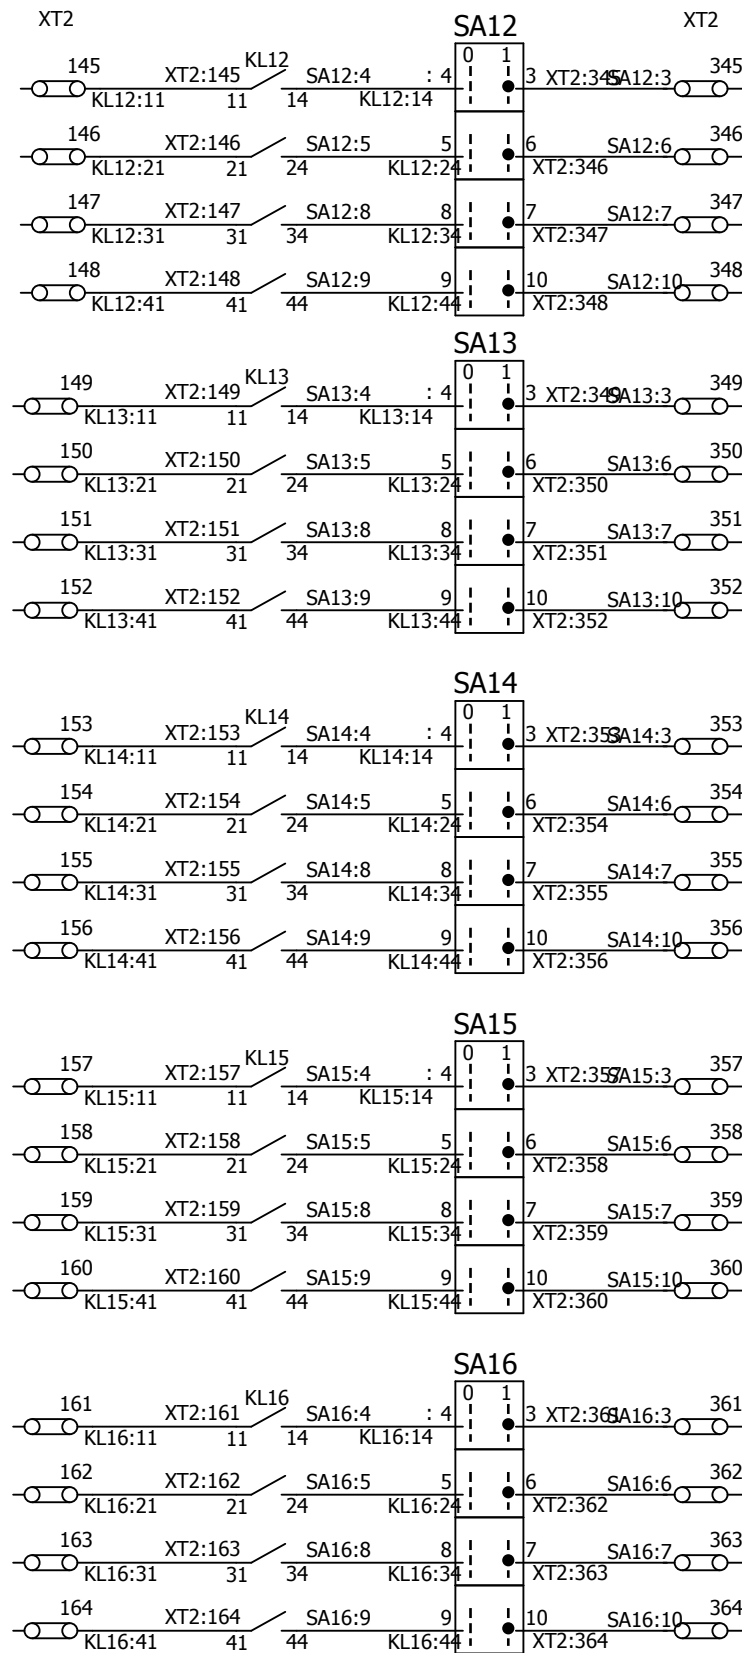 XT2 SA12 XT2
0 1
145 XT2:145 KL12 SA12:4 : 4 3 XT2:345 SA12:3 345
KL12:11 11 14 KL12:14
146 XT2:146 SA12:5 5 6 SA12:6 346
KL12:21 21 24 KL12:24 XT2:346
147 XT2:147 SA12:8 8 7 SA12:7 347
KL12:31 31 34 KL12:34 XT2:347
148 XT2:148 SA12:9 9 10 SA12:10 348
KL12:41 41 44 KL12:44 XT2:348
SA13
0 1
149 XT2:149 KL13 SA13:4 : 4 3 XT2:349 SA13:3 349
KL13:11 11 14 KL13:14
150 XT2:150 SA13:5 5 6 SA13:6 350
KL13:21 21 24 KL13:24 XT2:350
151 XT2:151 SA13:8 8 7 SA13:7 351
KL13:31 31 34 KL13:34 XT2:351
152 XT2:152 SA13:9 9 10 SA13:10 352
KL13:41 41 44 KL13:44 XT2:352
SA14
0 1
153 XT2:153 KL14 SA14:4 : 4 3 XT2:353 SA14:3 353
KL14:11 11 14 KL14:14
154 XT2:154 SA14:5 5 6 SA14:6 354
KL14:21 21 24 KL14:24 XT2:354
155 XT2:155 SA14:8 8 7 SA14:7 355
KL14:31 31 34 KL14:34 XT2:355
156 XT2:156 SA14:9 9 10 SA14:10 356
KL14:41 41 44 KL14:44 XT2:356
SA15
0 1
157 XT2:157 KL15 SA15:4 : 4 3 XT2:357 SA15:3 357
KL15:11 11 14 KL15:14
158 XT2:158 SA15:5 5 6 SA15:6 358
KL15:21 21 24 KL15:24 XT2:358
159 XT2:159 SA15:8 8 7 SA15:7 359
KL15:31 31 34 KL15:34 XT2:359
160 XT2:160 SA15:9 9 10 SA15:10 360
KL15:41 41 44 KL15:44 XT2:360
SA16
0 1
161 XT2:161 KL16 SA16:4 : 4 3 XT2:361 SA16:3 361
KL16:11 11 14 KL16:14
162 XT2:162 SA16:5 5 6 SA16:6 362
KL16:21 21 24 KL16:24 XT2:362
163 XT2:163 SA16:8 8 7 SA16:7 363
KL16:31 31 34 KL16:34 XT2:363
164 XT2:164 SA16:9 9 10 SA16:10 364
KL16:41 41 44 KL16:44 XT2:364